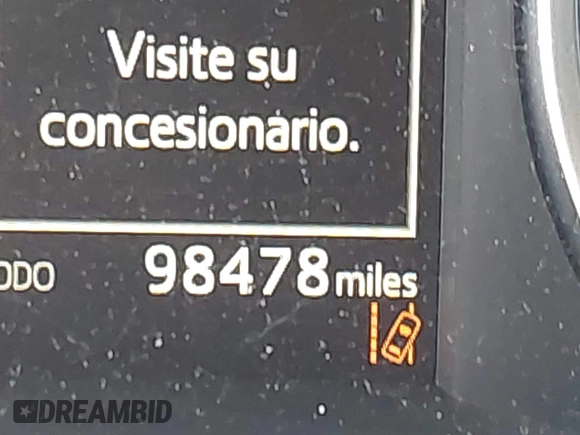 Visite su
concesionario.
ODO 98478 miles
DREAMBID